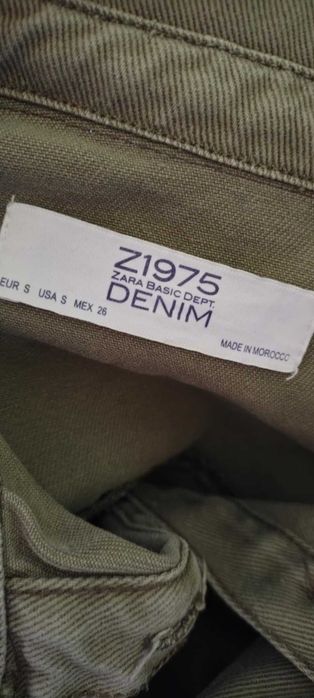 Z1975
ZARA BASIC DEPT.
DENIM
EUR S USA S MEX 26
MADE IN MOROCCO